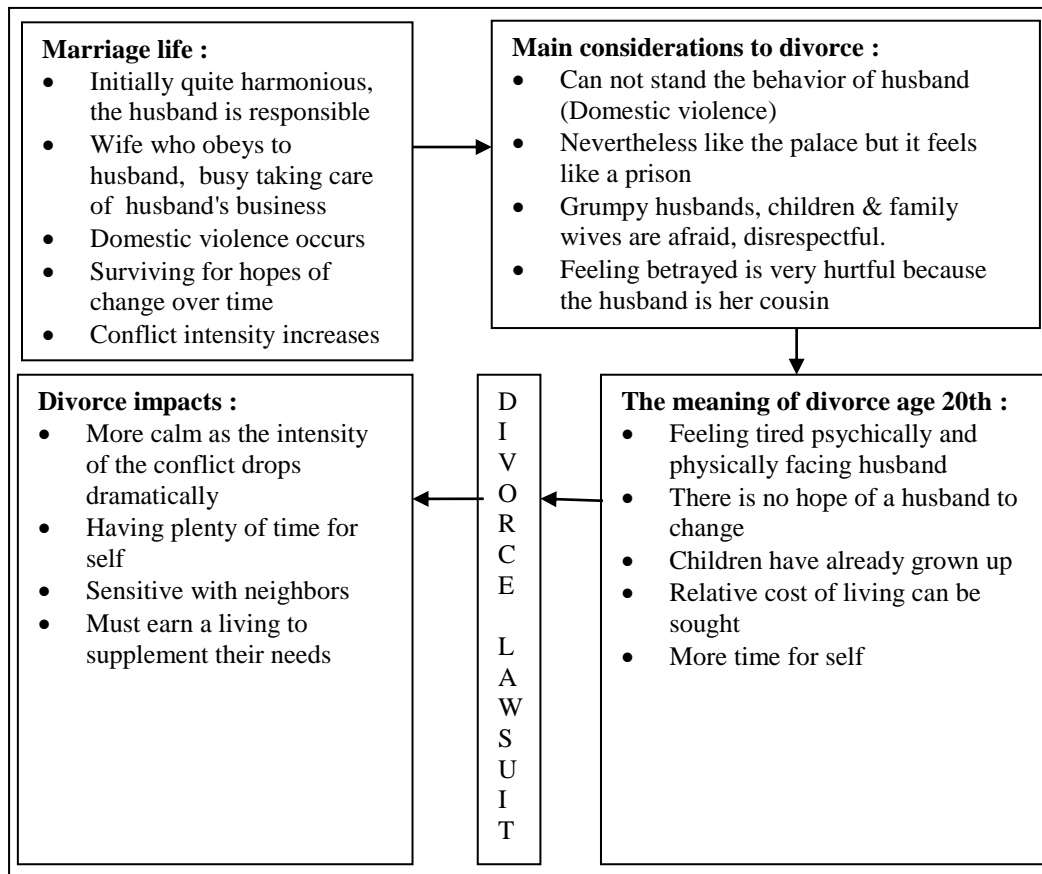 Marriage life :
• Initially quite harmonious,
the husband is responsible
• Wife who obeys to
husband,  busy taking care
of  husband's business
• Domestic violence occurs
• Surviving for hopes of
change over time
• Conflict intensity increases
Main considerations to divorce :
• Can not stand the behavior of husband
(Domestic violence)
• Nevertheless like the palace but it feels
like a prison
• Grumpy husbands, children & family
wives are afraid, disrespectful.
• Feeling betrayed is very hurtful because
the husband is her cousin
The meaning of divorce age 20th :
• Feeling tired psychically and
physically facing husband
• There is no hope of a husband to
change
• Children have already grown up
• Relative cost of living can be
sought
• More time for self
D
I
V
O
R
C
E
L
A
W
S
U
I
T
Divorce impacts :
• More calm as the intensity
of the conflict drops
dramatically
• Having plenty of time for
self
• Sensitive with neighbors
• Must earn a living to
supplement their needs